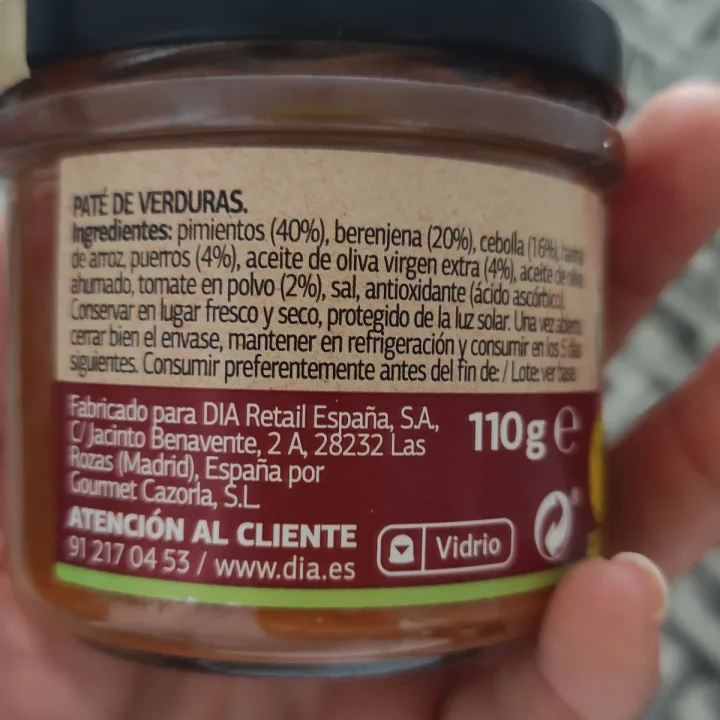 PATÉ DE VERDURAS.
Ingredientes: pimientos (40%), berenjena (20%), cebolla (16%), harina
de arroz, puerros (4%), aceite de oliva virgen extra (4%), aceite de oliva
ahumado, tomate en polvo (2%), sal, antioxidante (ácido ascórbico).
Conservar en lugar fresco y seco, protegido de la luz solar. Una vez abierto
cerrar bien el envase, mantener en refrigeración y consumir en los 5 días
siguientes. Consumir preferentemente antes del fin de: / Lote: ver base.
Fabricado para DIA Retail España, S.A.,
C/ Jacinto Benavente, 2 A, 28232 Las
Rozas (Madrid), España por
Gourmet Cazorla, S.L
110g e
ATENCIÓN AL CLIENTE
91 217 04 53 / www.dia.es
Vidrio